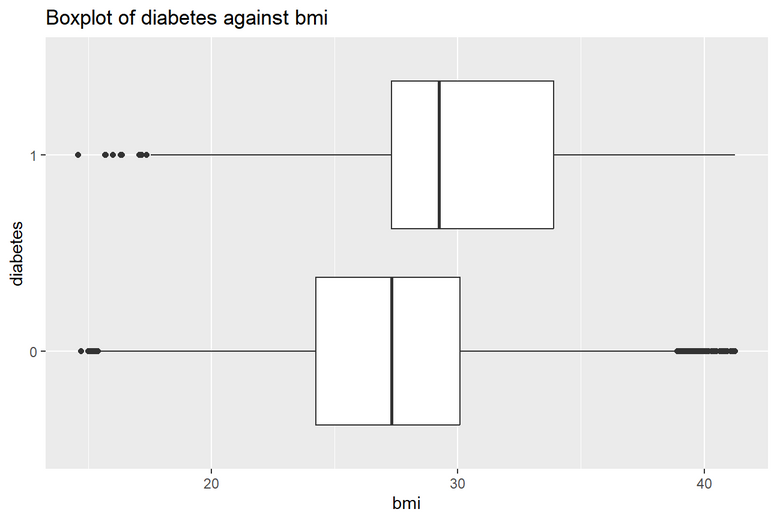 Boxplot of diabetes against bmi
1
0
diabetes
20 30 40
bmi